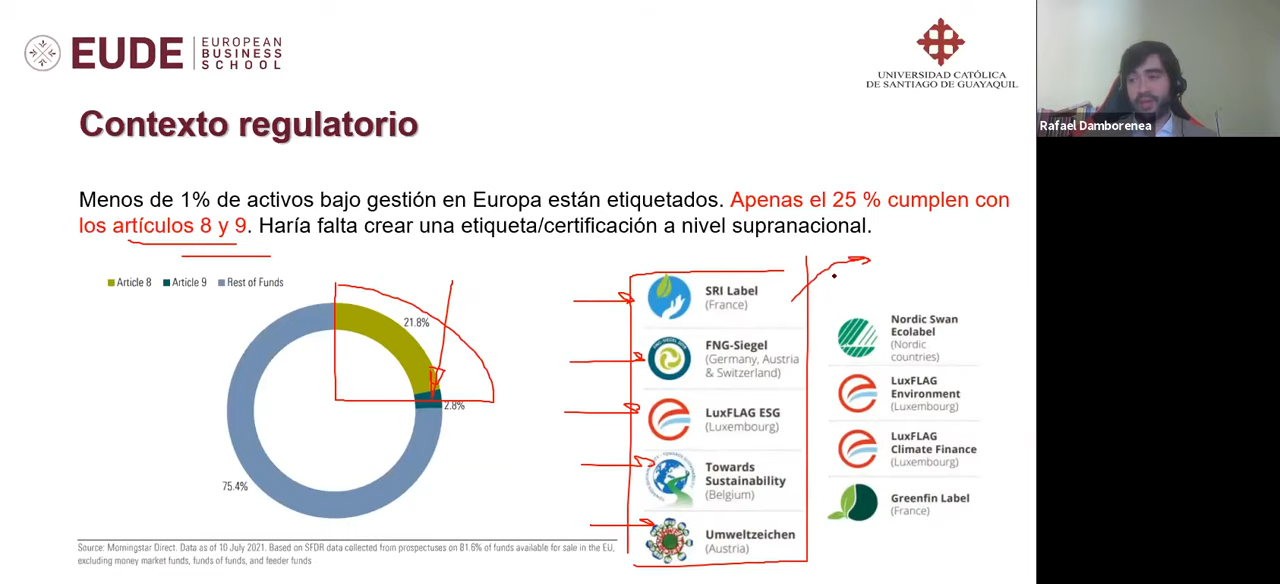 EUDE
EUROPEAN
BUSINESS
SCHOOL
UNIVERSIDAD CATÓLICA
DE SANTIAGO DE GUAYAQUIL
Rafael Damborenea
Contexto regulatorio
Menos de 1% de activos bajo gestión en Europa están etiquetados. Apenas el 25 % cumplen con
los artículos 8 y 9. Haría falta crear una etiqueta/certificación a nivel supranacional.
Article 8
Article 9
Rest of Funds
21.8%
2.8%
75.4%
SRI Label
(France)
FNG-Siegel
(Germany, Austria
& Switzerland)
LuxFLAG ESG
(Luxembourg)
Towards
Sustainability
(Belgium)
Umweltzeichen
(Austria)
Nordic Swan
Ecolabel
(Nordic
countries)
LuxFLAG
Environment
(Luxembourg)
LuxFLAG
Climate Finance
(Luxembourg)
Greenfin Label
(France)
Source: Morningstar Direct. Data as of 10 July 2021. Based on SFDR data collected from prospectuses on 81.6% of funds available for sale in the EU,
excluding money market funds, funds of funds, and feeder funds